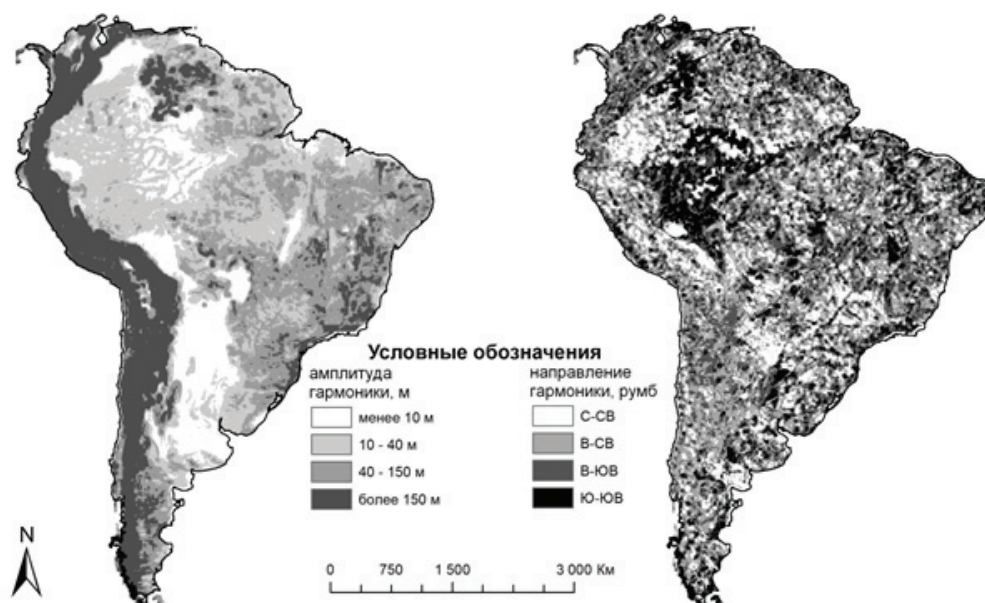 Условные обозначения
амплитуда
гармоники, м
менее 10 м
10 - 40 м
40 - 150 м
более 150 м
направление
гармоники, румб
С-СВ
В-СВ
В-ЮВ
Ю-ЮВ
N
0 750 1 500 3 000 Км